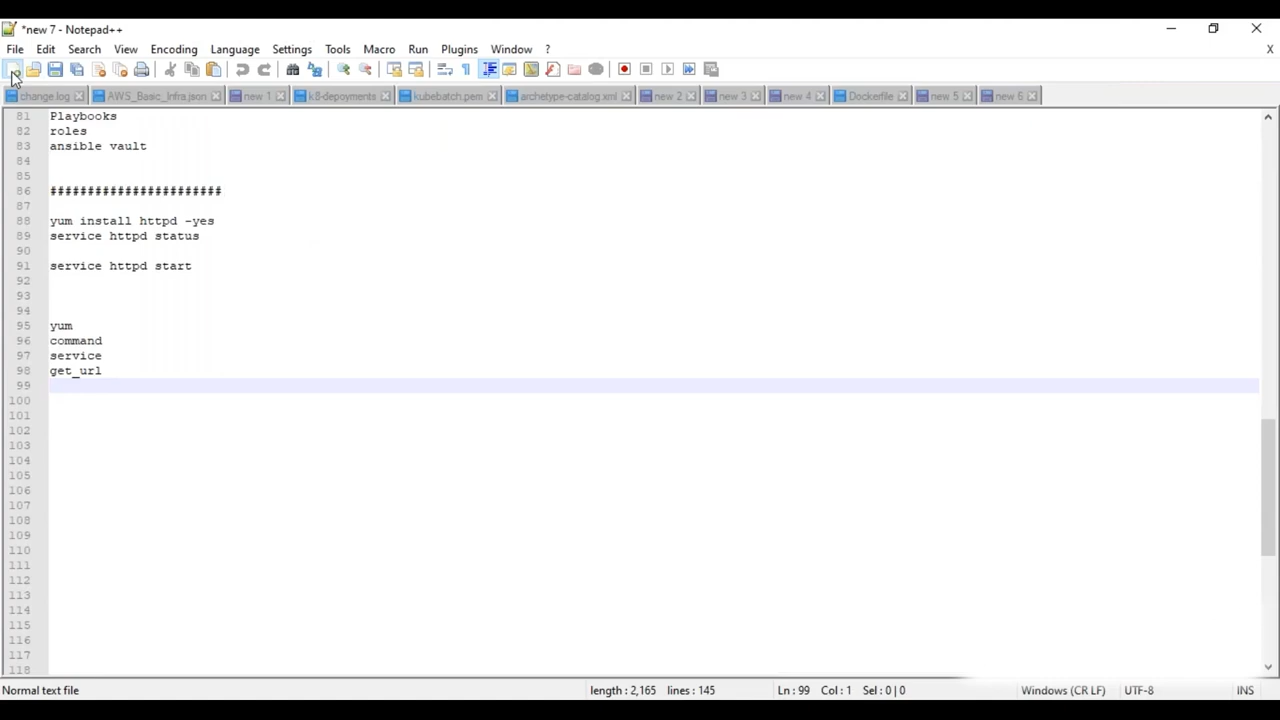 *new 7 - Notepad++
File Edit Search View Encoding Language Settings Tools Macro Run Plugins Window ? X
change.log AWS_Basic_Infra.json new 1 k8-depoyments kubebatch.pem archetype-catalog.xml new 2 new 3 new 4 Dockerfile new 5 new 6
81 Playbooks
82 roles
83 ansible vault
84
85
86 #######################
87
88 yum install httpd -yes
89 service httpd status
90
91 service httpd start
92
93
94
95 yum
96 command
97 service
98 get_url
99
100
101
102
103
104
105
106
107
108
109
110
111
112
113
114
115
116
117
118
Normal text file length : 2,165 lines : 145 Ln : 99 Col : 1 Sel : 0 | 0 Windows (CR LF) UTF-8 INS